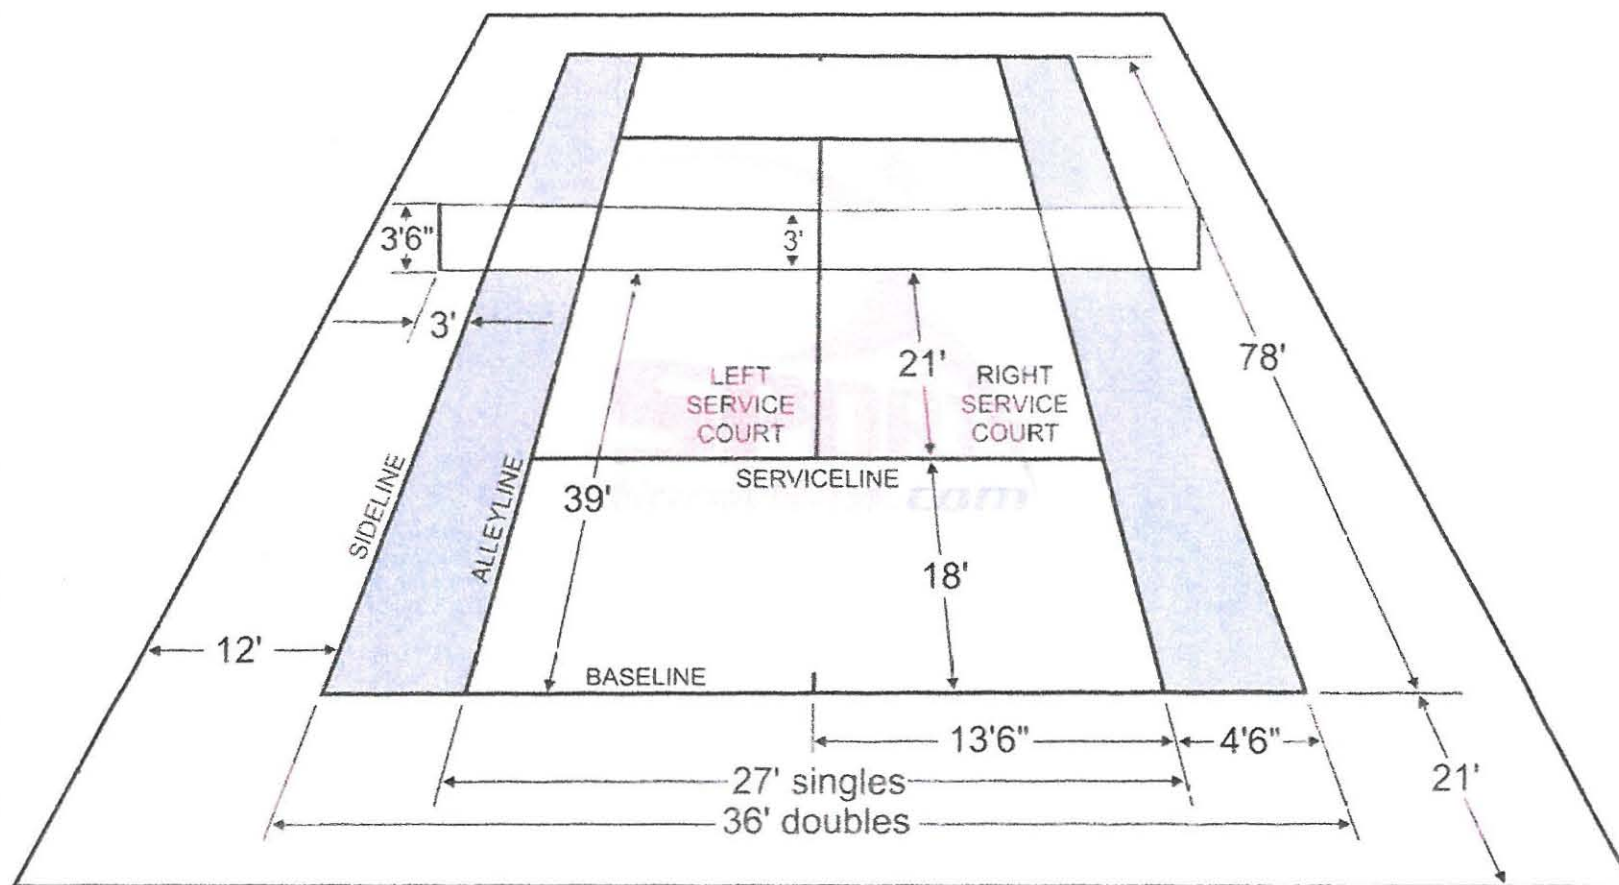 3'6"
3'
3'
78'
21'
LEFT
SERVICE
COURT
RIGHT
SERVICE
COURT
SERVICELINE
39'
SIDELINE
ALLEYLINE
18'
12'
BASELINE
13'6"
4'6"
27' singles
36' doubles
21'